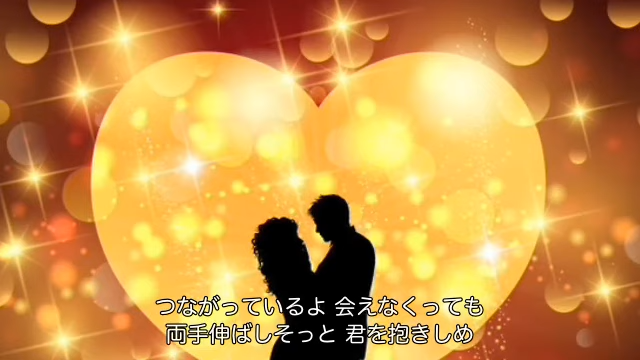 つながっているよ 会えなくっても
両手伸ばしそっと 君を抱きしめ